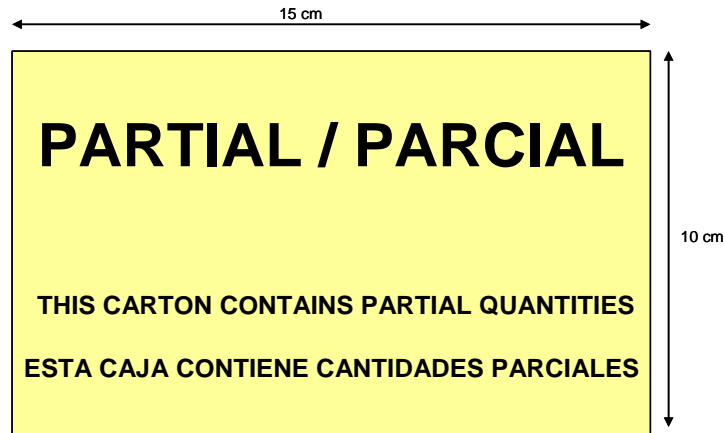 15 cm
PARTIAL / PARCIAL
10 cm
THIS CARTON CONTAINS PARTIAL QUANTITIES
ESTA CAJA CONTIENE CANTIDADES PARCIALES